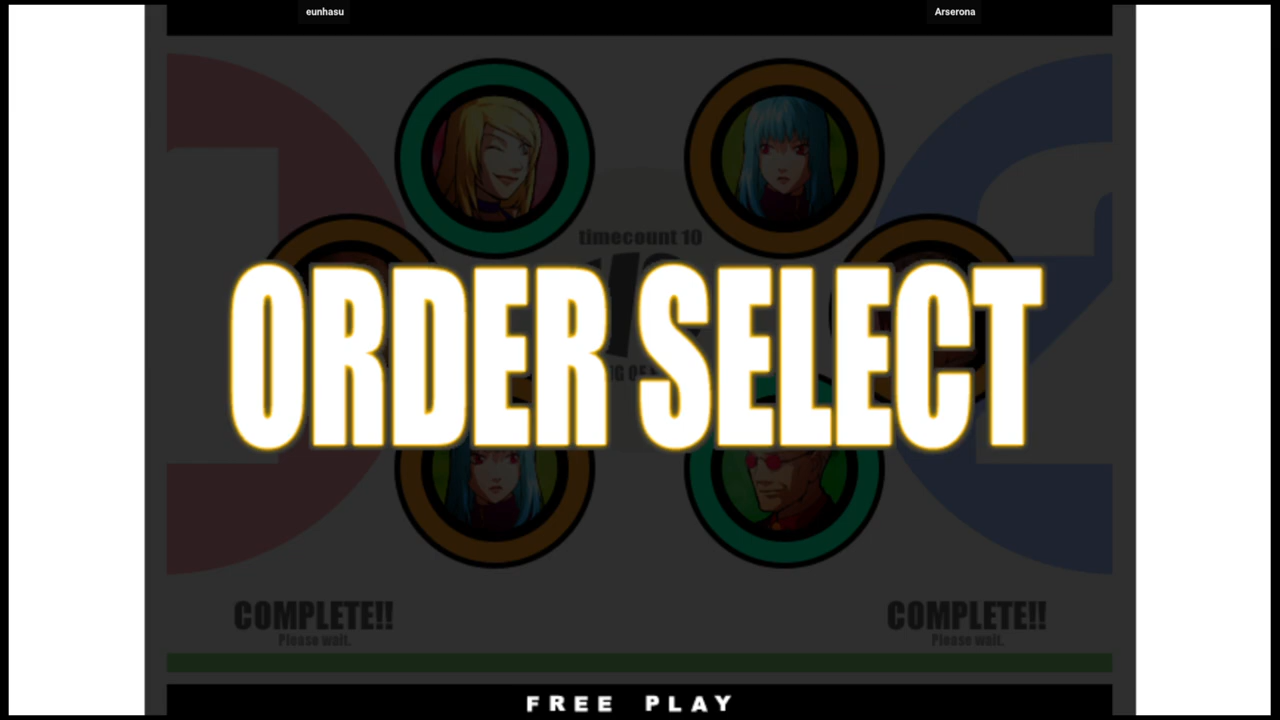 eunhasu
Arserona
timecount 10
ORDER SELECT
COMPLETE!!
Please wait.
COMPLETE!!
Please wait.
FREE PLAY